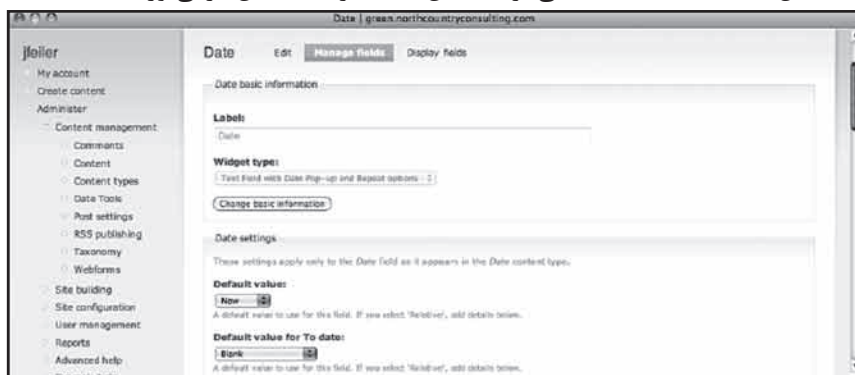 Date | green.northcountryconsulting.com
jfeiler
My account
Create content
Administer
Content management
Comments
Content
Content types
Date Tools
Post settings
RSS publishing
Taxonomy
Webforms
Site building
Site configuration
User management
Reports
Advanced help
Date Edit Manage fields Display fields
Date basic information
Label:
Date
Widget type:
Text Field with Date Pop-up and Repeat options
Change basic information
Date settings
These settings apply only to the Date field as it appears in the Date content type.
Default value:
Now
A default value to use for this field. If you select 'Relative', add details below.
Default value for To date:
Blank
A default value to use for this field. If you select 'Relative', add details below.